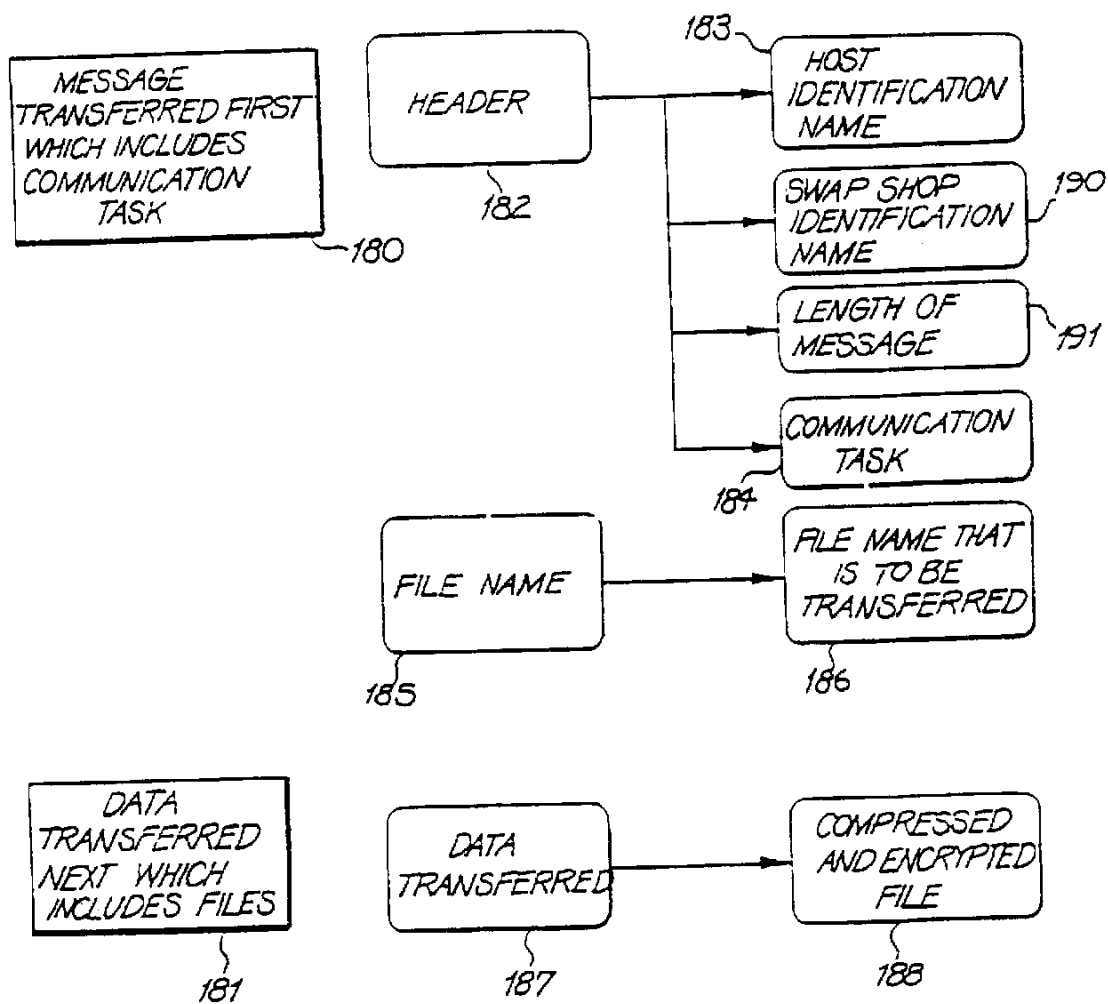 MESSAGE
TRANSFERRED FIRST
WHICH INCLUDES
COMMUNICATION
TASK
180
HEADER
182
183
HOST
IDENTIFICATION
NAME
SWAP SHOP
IDENTIFICATION
NAME
190
LENGTH OF
MESSAGE
191
COMMUNICATION
TASK
184
FILE NAME
185
FILE NAME THAT
IS TO BE
TRANSFERRED
186
DATA
TRANSFERRED
NEXT WHICH
INCLUDES FILES
181
DATA
TRANSFERRED
187
COMPRESSED
AND ENCRYPTED
FILE
188